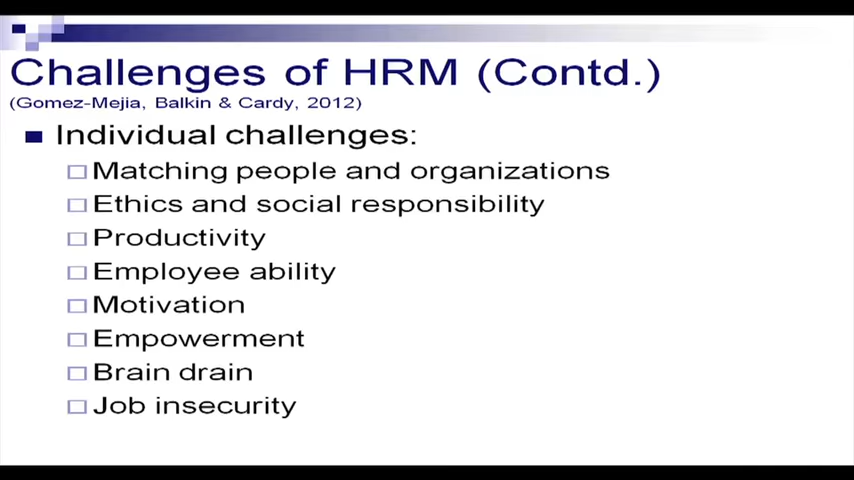 Challenges of HRM (Contd.)
(Gomez-Mejia, Balkin & Cardy, 2012)
Individual challenges:
Matching people and organizations
Ethics and social responsibility
Productivity
Employee ability
Motivation
Empowerment
Brain drain
Job insecurity